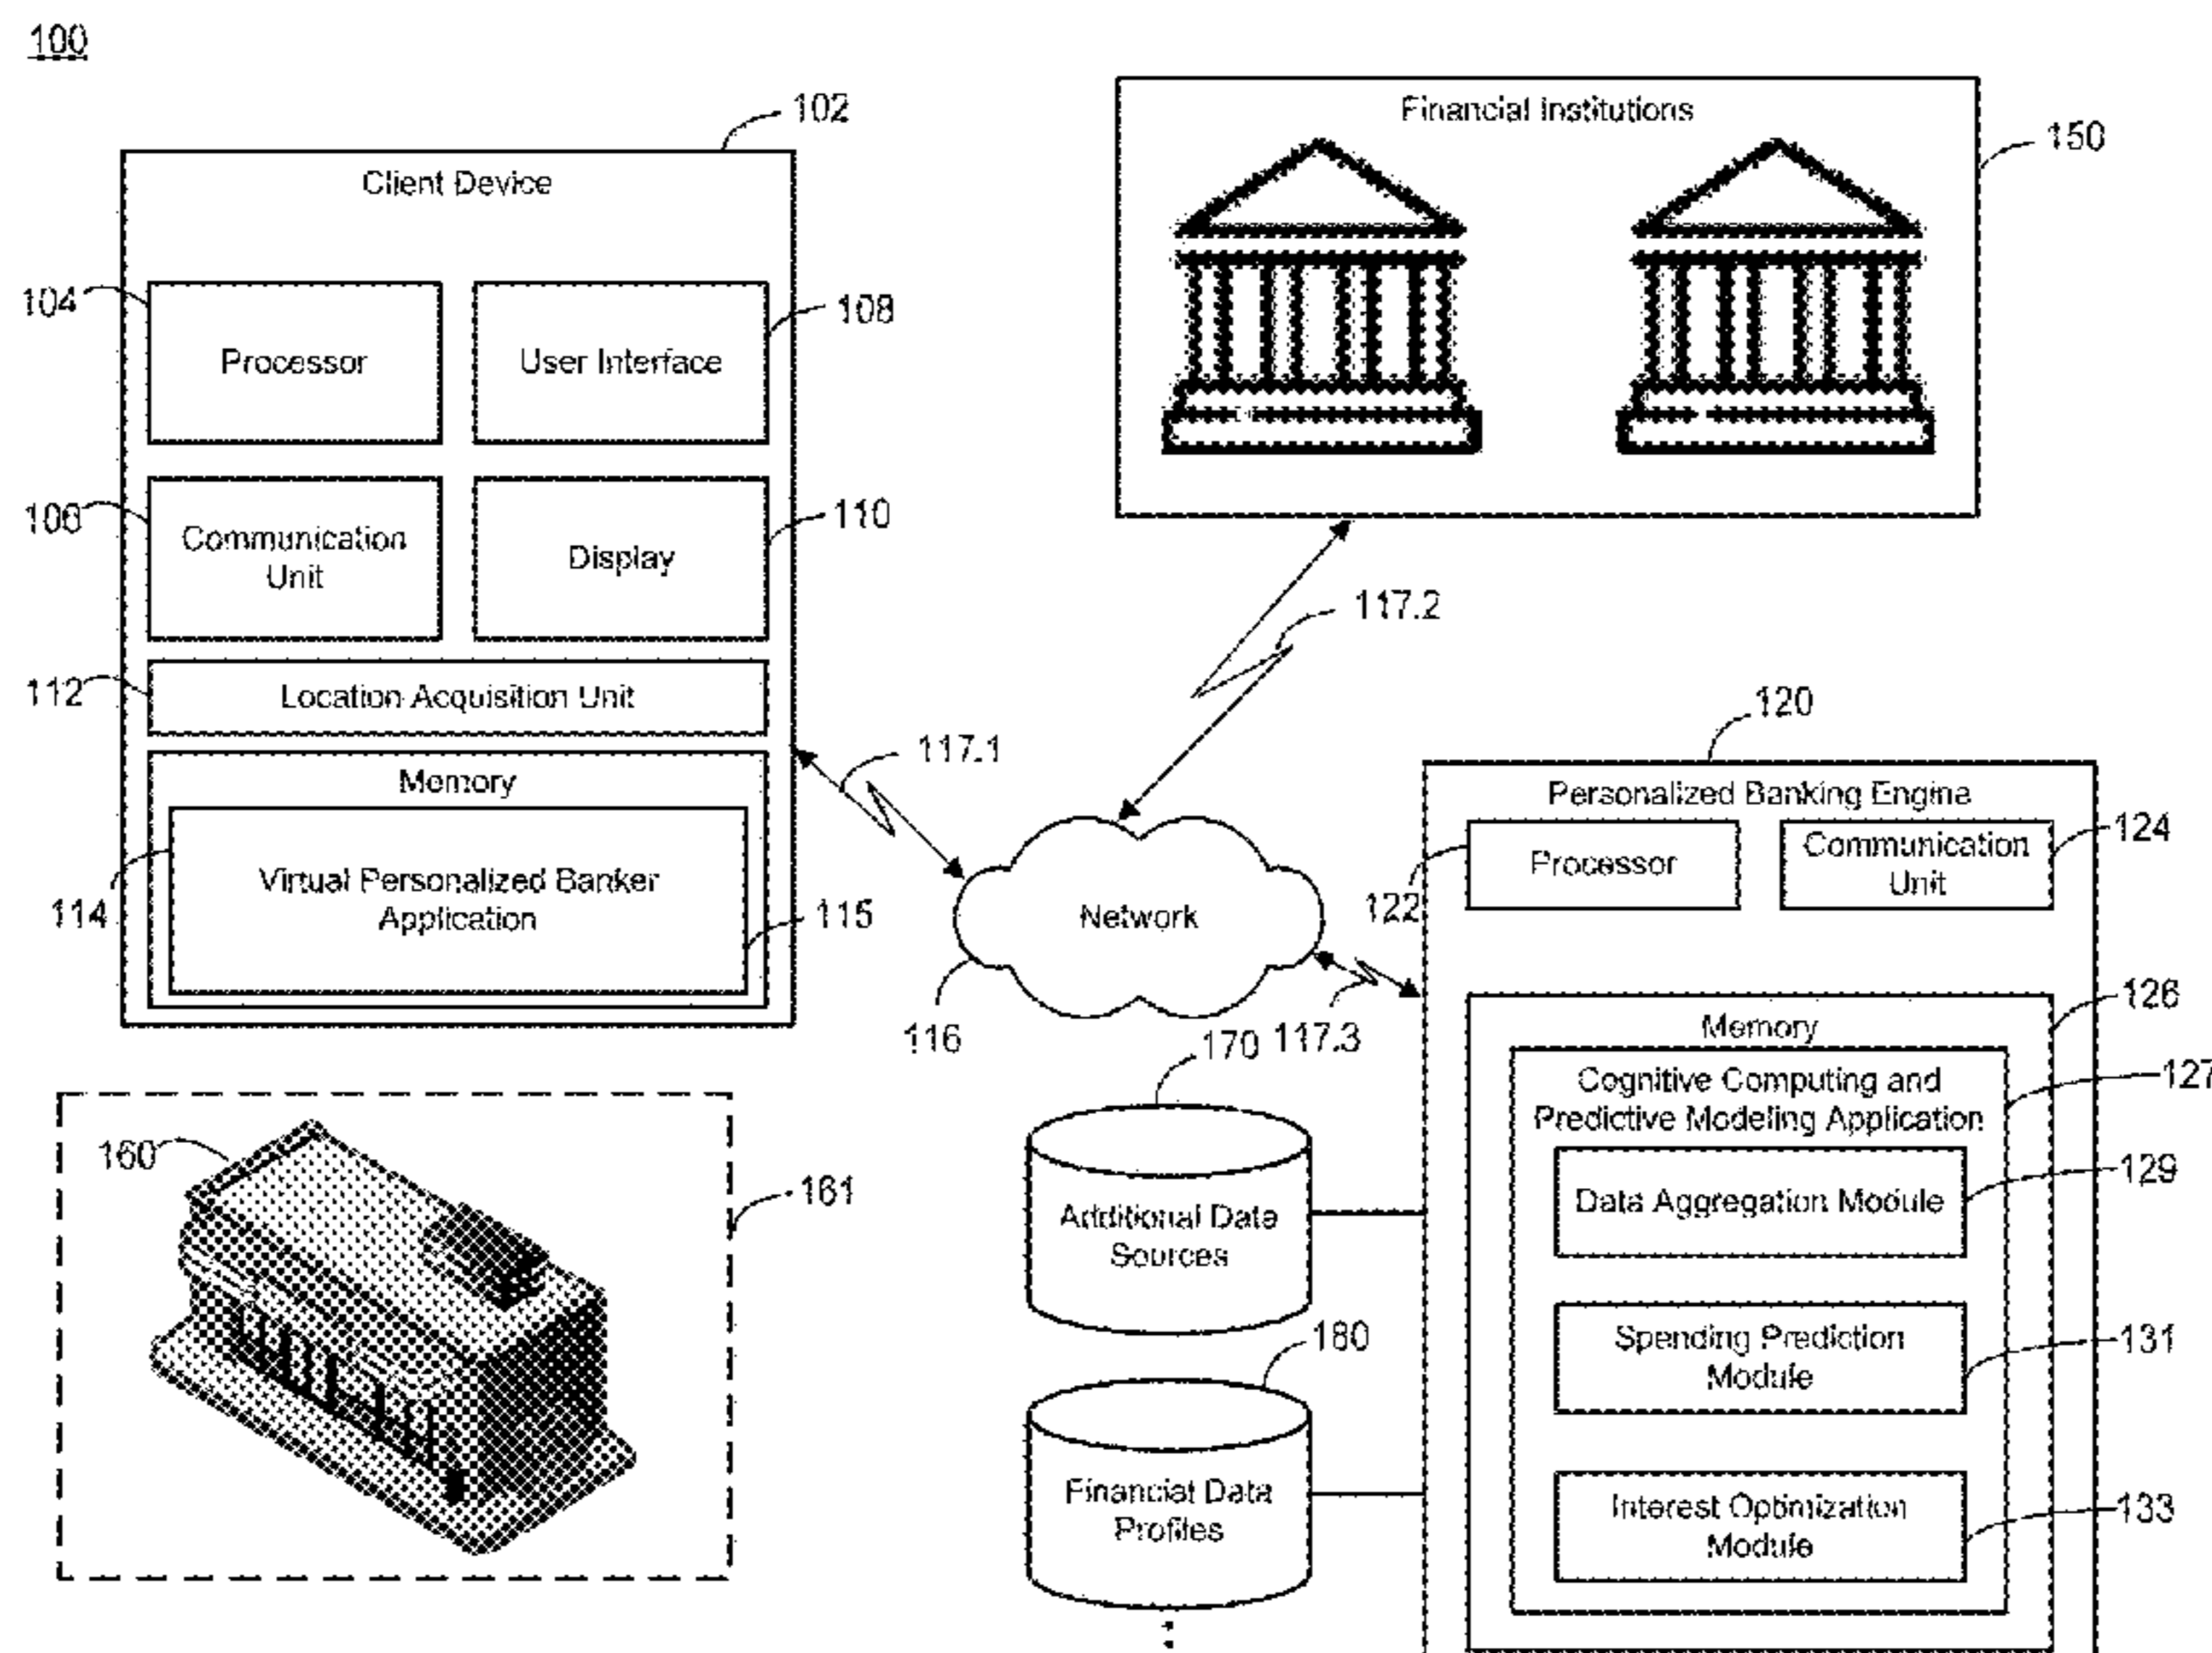 100
102
Client Device
104
Processor
User Interface
108
106
Communication
Unit
Display
110
112
Location Acquisition Unit
Memory
114
Virtual Personalized Banker
Application
115
Financial Institutions
150
117.2
117.1
Network
116
117.3
120
Personalized Banking Engine
122
Processor
Communication
Unit
124
126
Memory
127
Cognitive Computing and
Predictive Modeling Application
Data Aggregation Module
129
Spending Prediction
Module
131
Interest Optimization
Module
133
170
Additional Data
Sources
180
Financial Data
Profiles
160
161